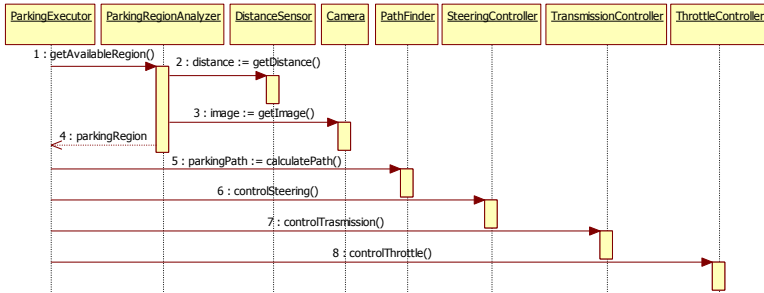 ParkingExecutor
ParkingRegionAnalyzer
DistanceSensor
Camera
PathFinder
SteeringController
TransmissionController
ThrottleController
1 : getAvailableRegion()
2 : distance := getDistance()
3 : image := getImage()
4 : parkingRegion
5 : parkingPath := calculatePath()
6 : controlSteering()
7 : controlTrasmission()
8 : controlThrottle()